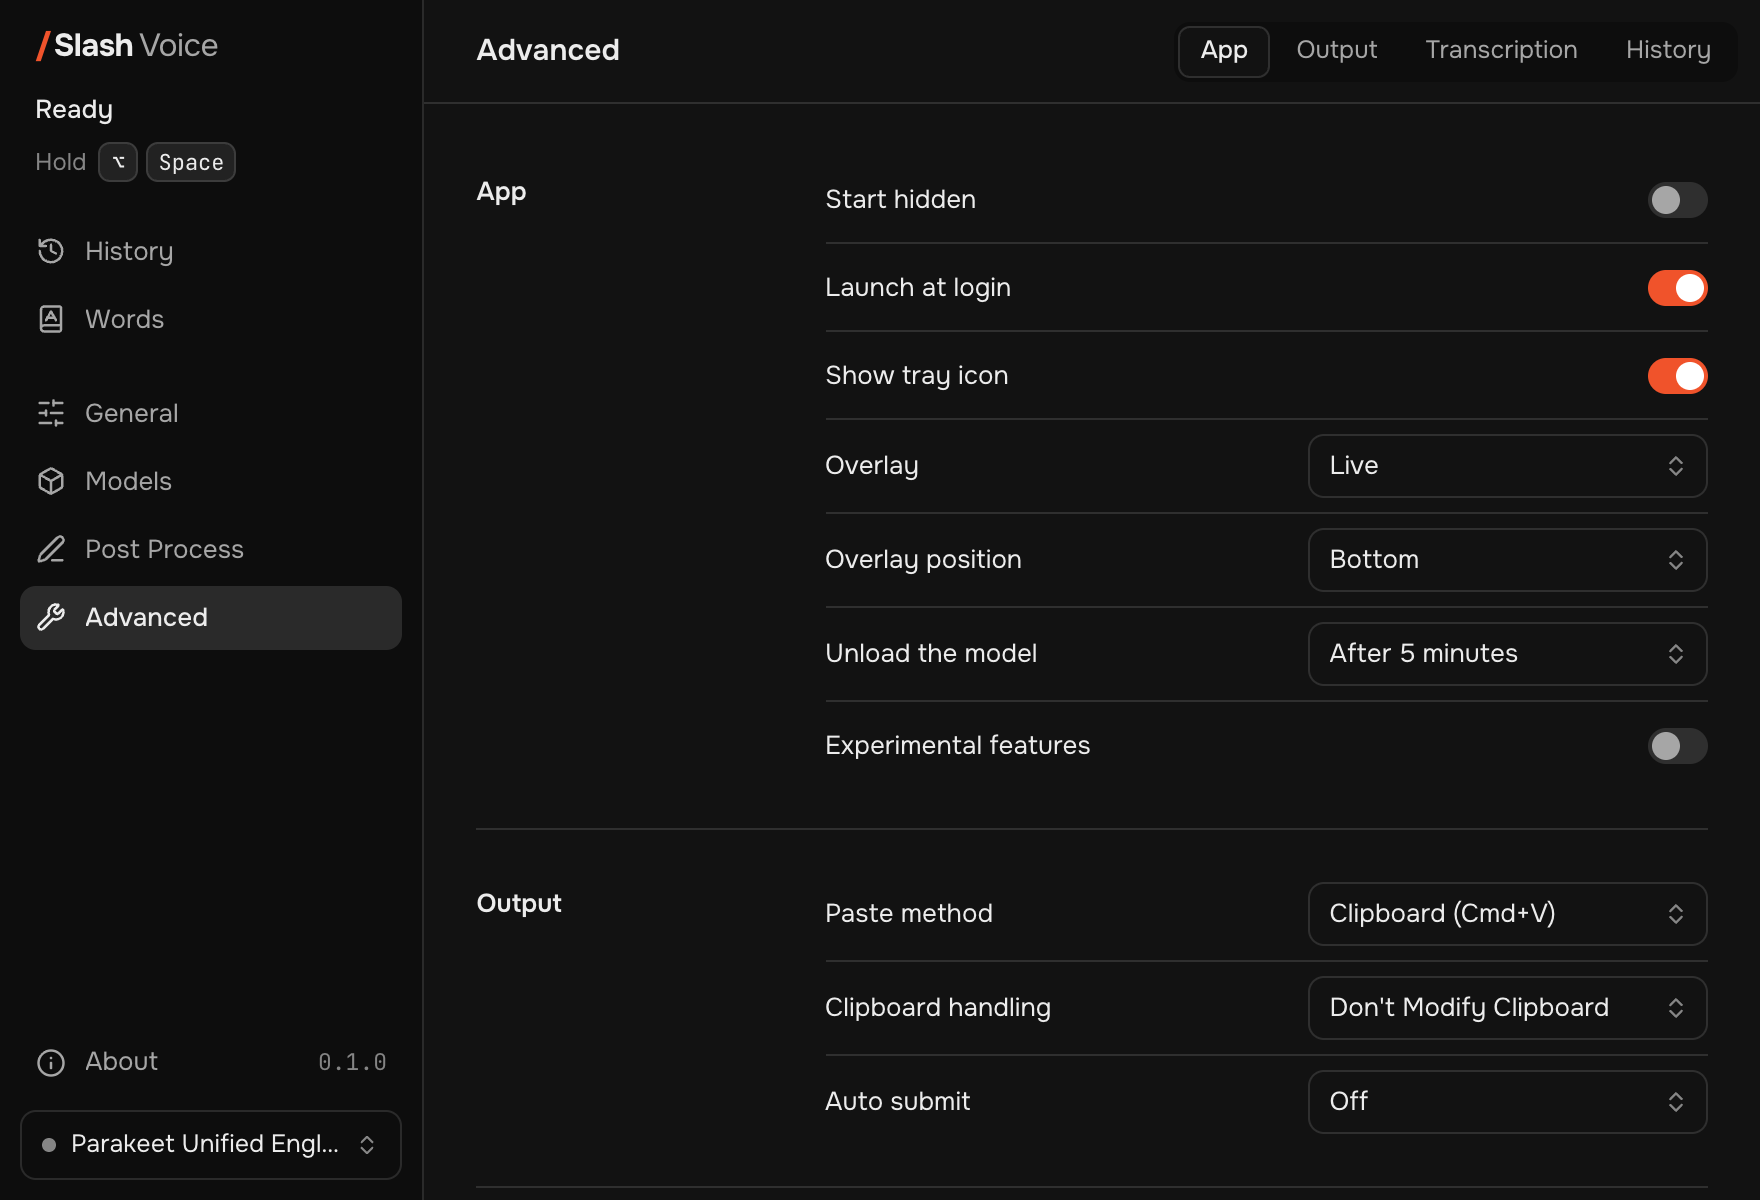 /Slash Voice
Ready
Hold ⌥ Space
History
Words
General
Models
Post Process
Advanced
About 0.1.0
Parakeet Unified Engl...
Advanced
App Output Transcription History
App
Start hidden
Launch at login
Show tray icon
Overlay Live
Overlay position Bottom
Unload the model After 5 minutes
Experimental features
Output
Paste method Clipboard (Cmd+V)
Clipboard handling Don't Modify Clipboard
Auto submit Off